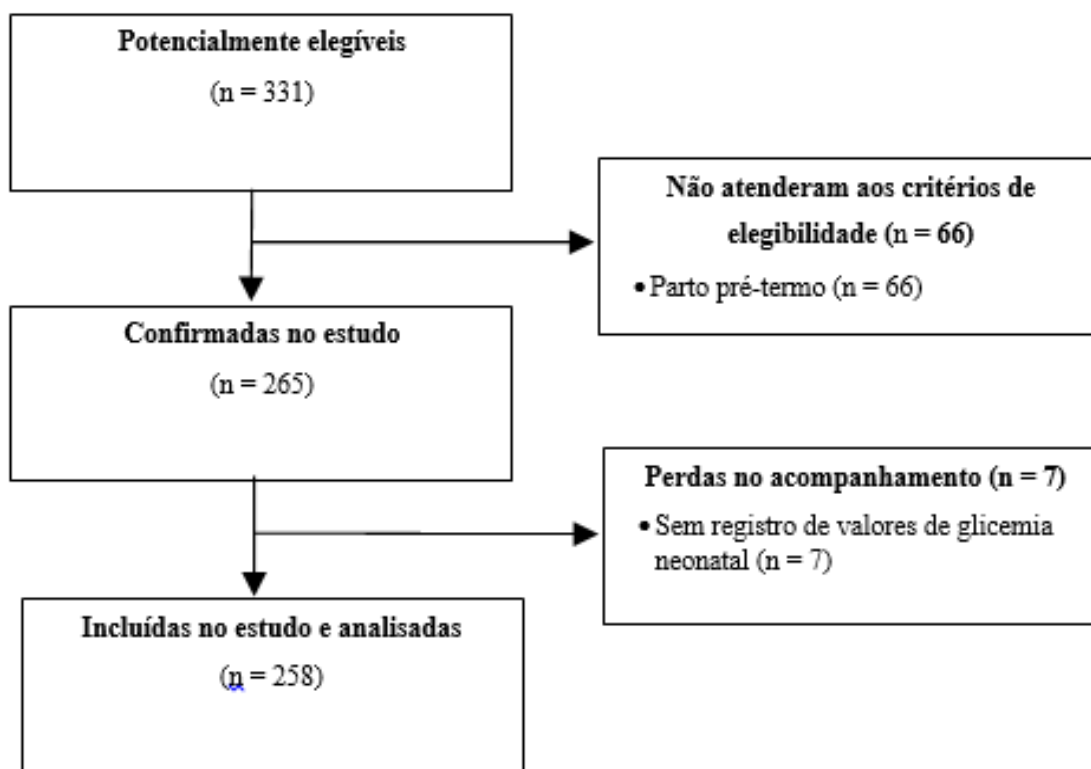 Potencialmente elegíveis
(n = 331)
Não atenderam aos critérios de
elegibilidade (n = 66)
• Parto pré-termo (n = 66)
Confirmadas no estudo
(n = 265)
Perdas no acompanhamento (n = 7)
• Sem registro de valores de glicemia
neonatal (n = 7)
Incluídas no estudo e analisadas
(n = 258)